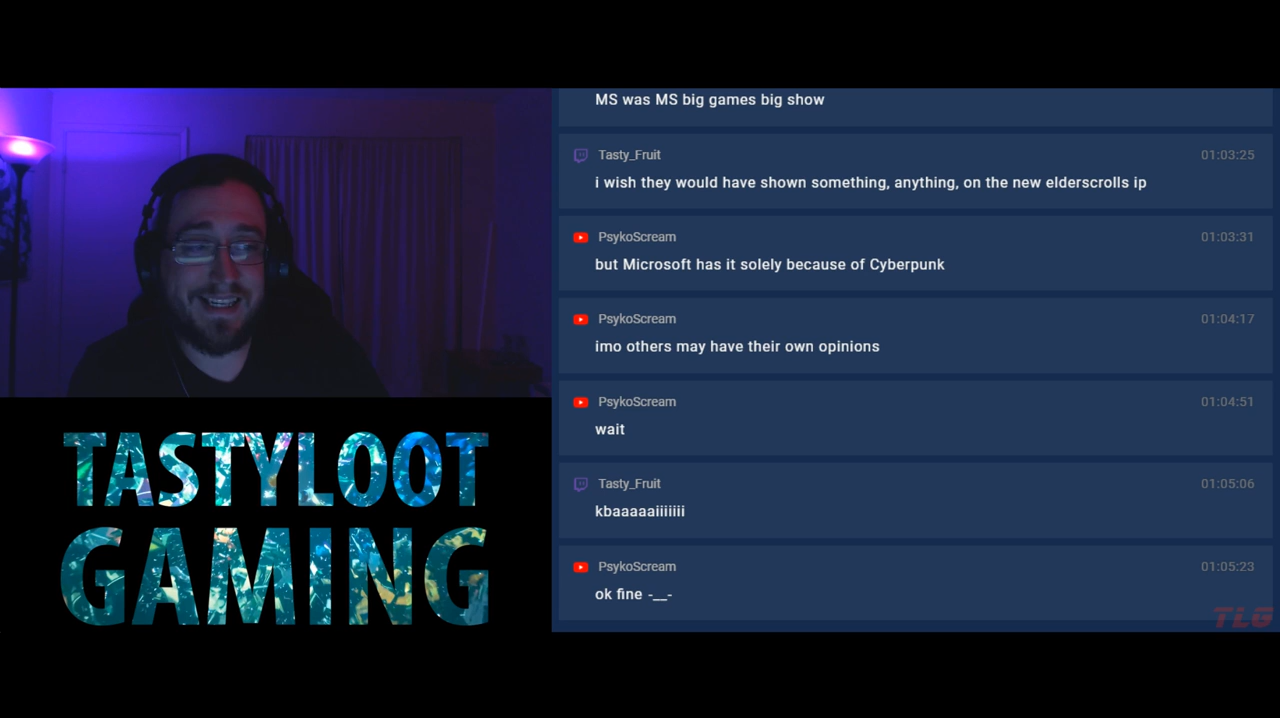 MS was MS big games big show
Tasty_Fruit 01:03:25
i wish they would have shown something, anything, on the new elderscrolls ip
PsykoScream 01:03:31
but Microsoft has it solely because of Cyberpunk
PsykoScream 01:04:17
imo others may have their own opinions
PsykoScream 01:04:51
wait
Tasty_Fruit 01:05:06
kbaaaaaiiiiiii
PsykoScream 01:05:23
ok fine -__-
TLG
TASTYLOOT
GAMING